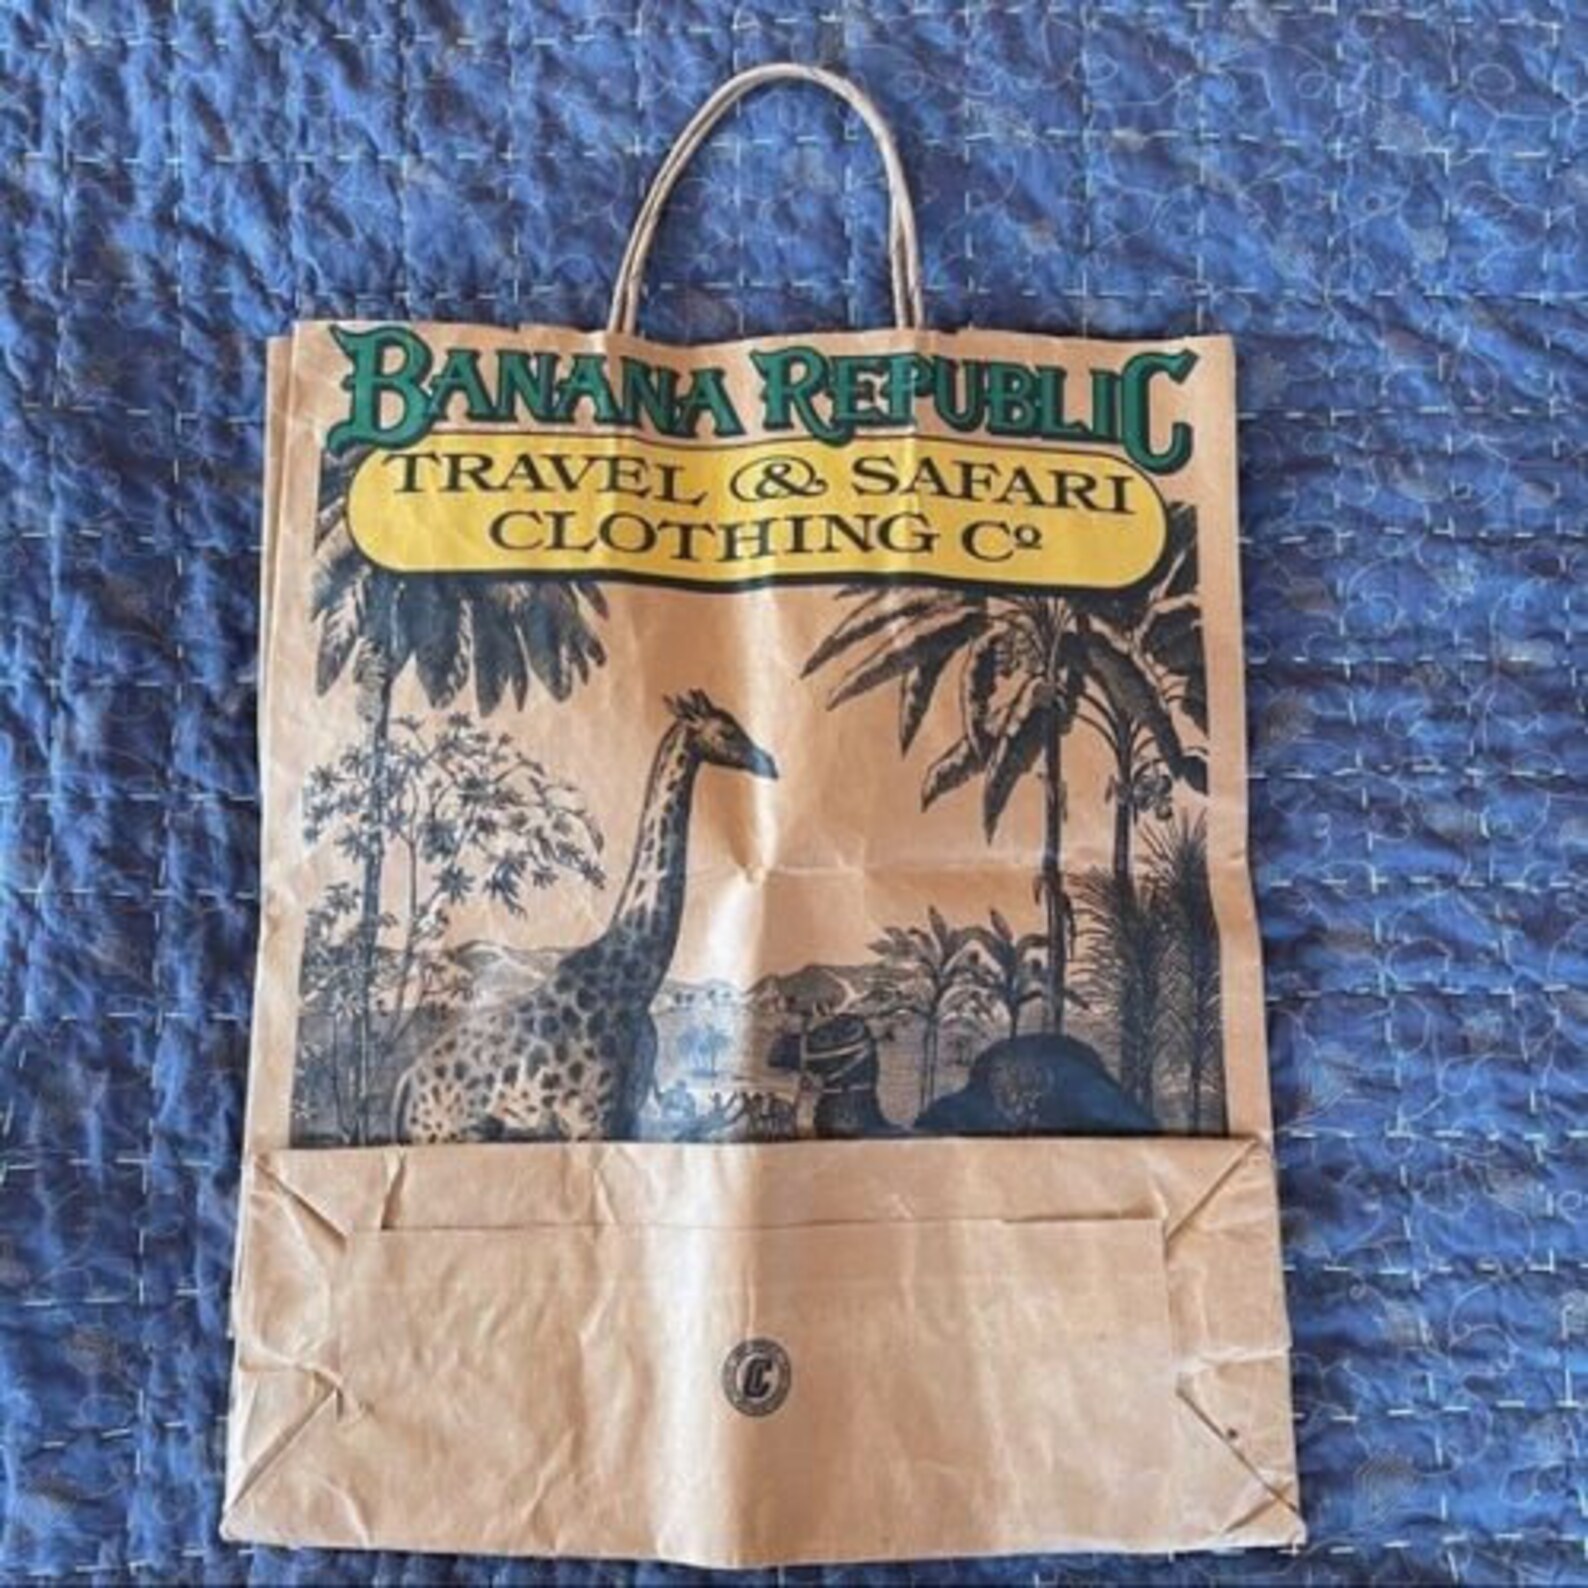 BANANA REPUBLIC
TRAVEL & SAFARI
CLOTHING Cº
C